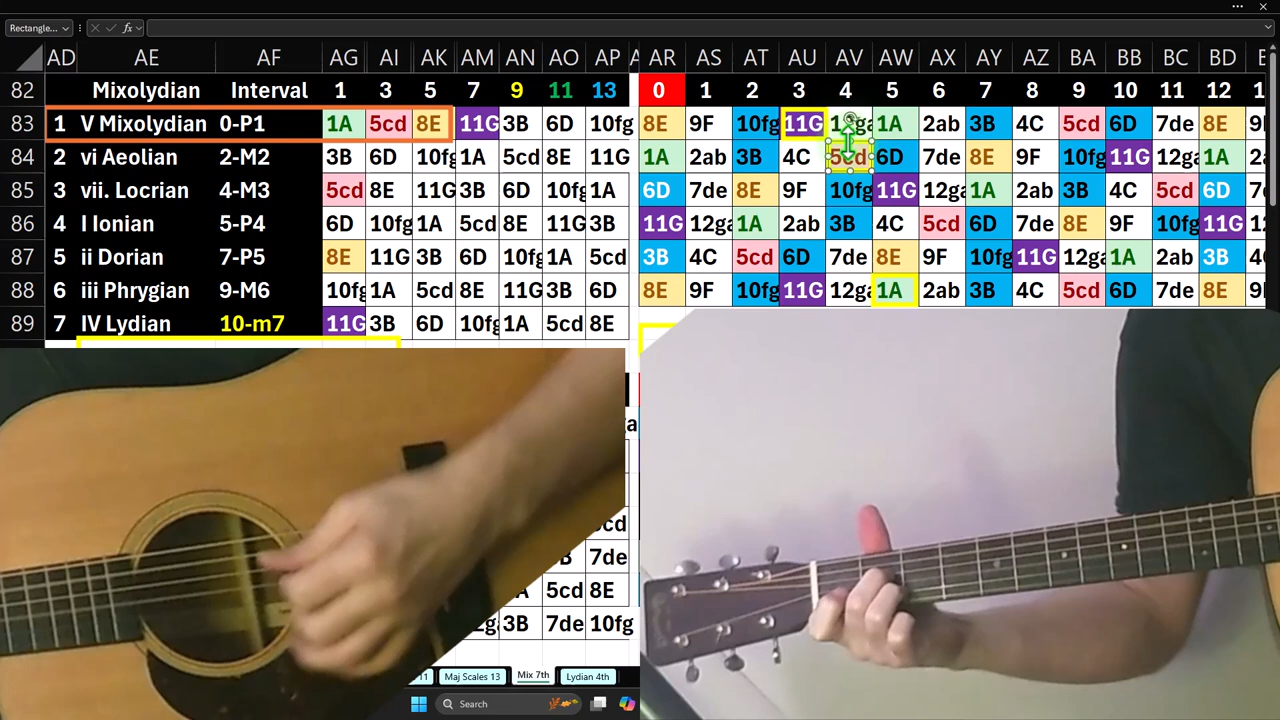 Rectangle...
fx
AD AE AF AG AI AK AM AN AO AP AR AS AT AU AV AW AX AY AZ BA BB BC BD
82 Mixolydian Interval 1 3 5 7 9 11 13 0 1 2 3 4 5 6 7 8 9 10 11 12
83 1 V Mixolydian 0-P1 1A 5cd 8E 11G 3B 6D 10fg 8E 9F 10fg 11G 1A 2ab 3B 4C 5cd 6D 7de 8E
84 2 vi Aeolian 2-M2 3B 6D 10fg 1A 5cd 8E 11G 1A 2ab 3B 4C 5cd 6D 7de 8E 9F 10fg 11G 12ga 1A
85 3 vii. Locrian 4-M3 5cd 8E 11G 3B 6D 10fg 1A 6D 7de 8E 9F 10fg 11G 12ga 1A 2ab 3B 4C 5cd 6D
86 4 I Ionian 5-P4 6D 10fg 1A 5cd 8E 11G 3B 11G 12ga 1A 2ab 3B 4C 5cd 6D 7de 8E 9F 10fg 11G
87 5 ii Dorian 7-P5 8E 11G 3B 6D 10fg 1A 5cd 3B 4C 5cd 6D 7de 8E 9F 10fg 11G 12ga 1A 2ab 3B
88 6 iii Phrygian 9-M6 10fg 1A 5cd 8E 11G 3B 6D 8E 9F 10fg 11G 12ga 1A 2ab 3B 4C 5cd 6D 7de 8E
89 7 IV Lydian 10-m7 11G 3B 6D 10fg 1A 5cd 8E
7de
5cd 8E
3B 7de 10fg
11 Maj Scales 13 Mix 7th Lydian 4th
Search